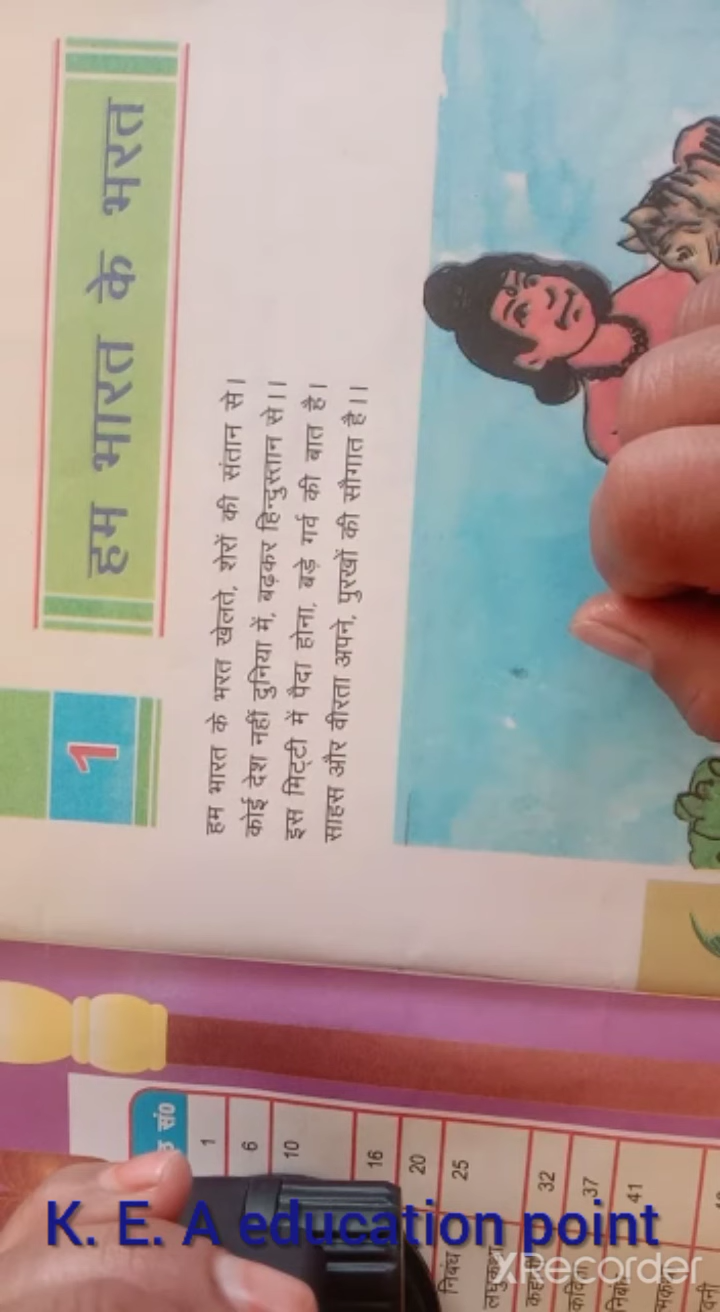 1
हम भारत के भरत
हम भारत के भरत खेलते, शेरों की संतान से।
कोई देश नहीं दुनिया में, बढ़कर हिन्दुस्तान से।।
इस मिट्टी में पैदा होना, बड़े गर्व की बात है।
साहस और वीरता अपने, पुरखों की सौगात है।।
सं०
1
6
10
16
20
निबंध 25
32
37
41
K. E. A education point
XRecorder